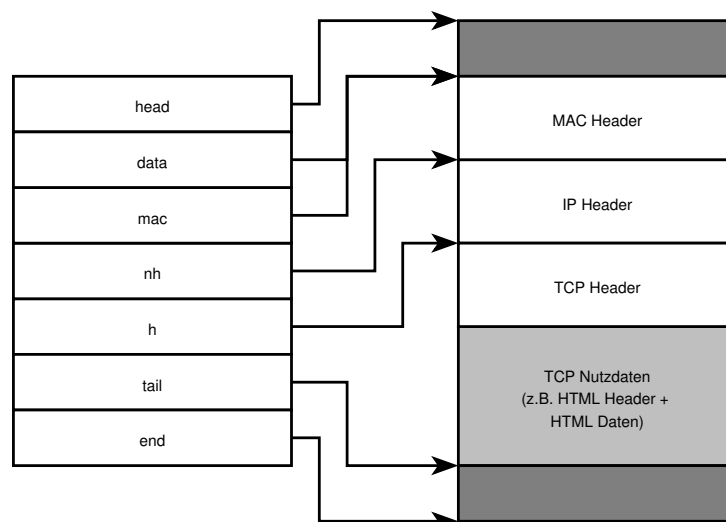 head
data
mac
nh
h
tail
end
MAC Header
IP Header
TCP Header
TCP Nutzdaten
(z.B. HTML Header +
HTML Daten)